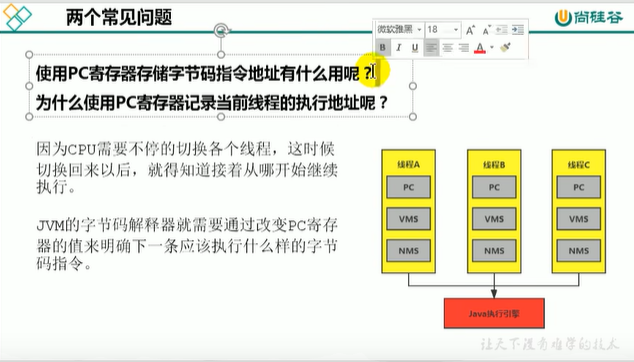 两个常见问题
尚硅谷
微软雅黑 18
B I U A
使用PC寄存器存储字节码指令地址有什么用呢？
为什么使用PC寄存器记录当前线程的执行地址呢？
因为CPU需要不停的切换各个线程，这时候
切换回来以后，就得知道接着从哪开始继续
执行。
JVM的字节码解释器就需要通过改变PC寄存
器的值来明确下一条应该执行什么样的字节
码指令。
线程A 线程B 线程C
PC PC PC
VMS VMS VMS
NMS NMS NMS
Java执行引擎
让天下没有难学的技术